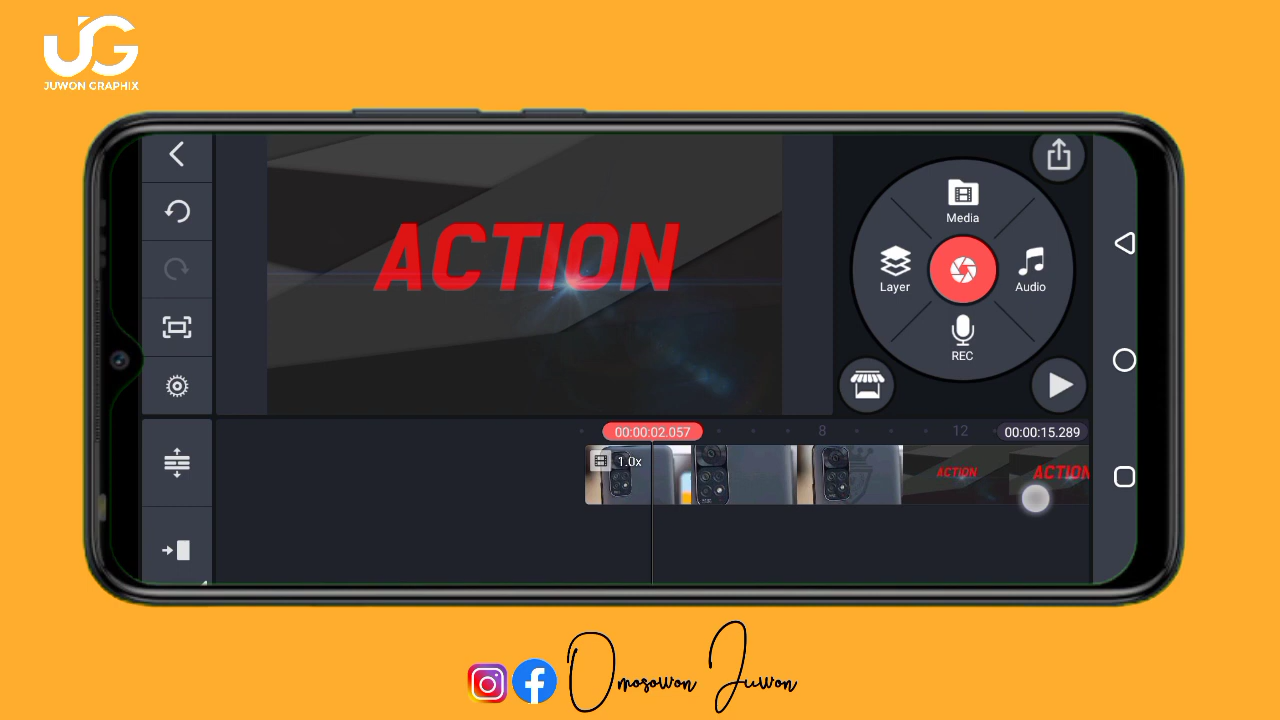 JG
JUWON GRAPHIX
ACTION
Media
Layer
Audio
REC
00:00:02.057
8
12
00:00:15.289
1.0x
ACTION
ACTION
Omosowon Juwon